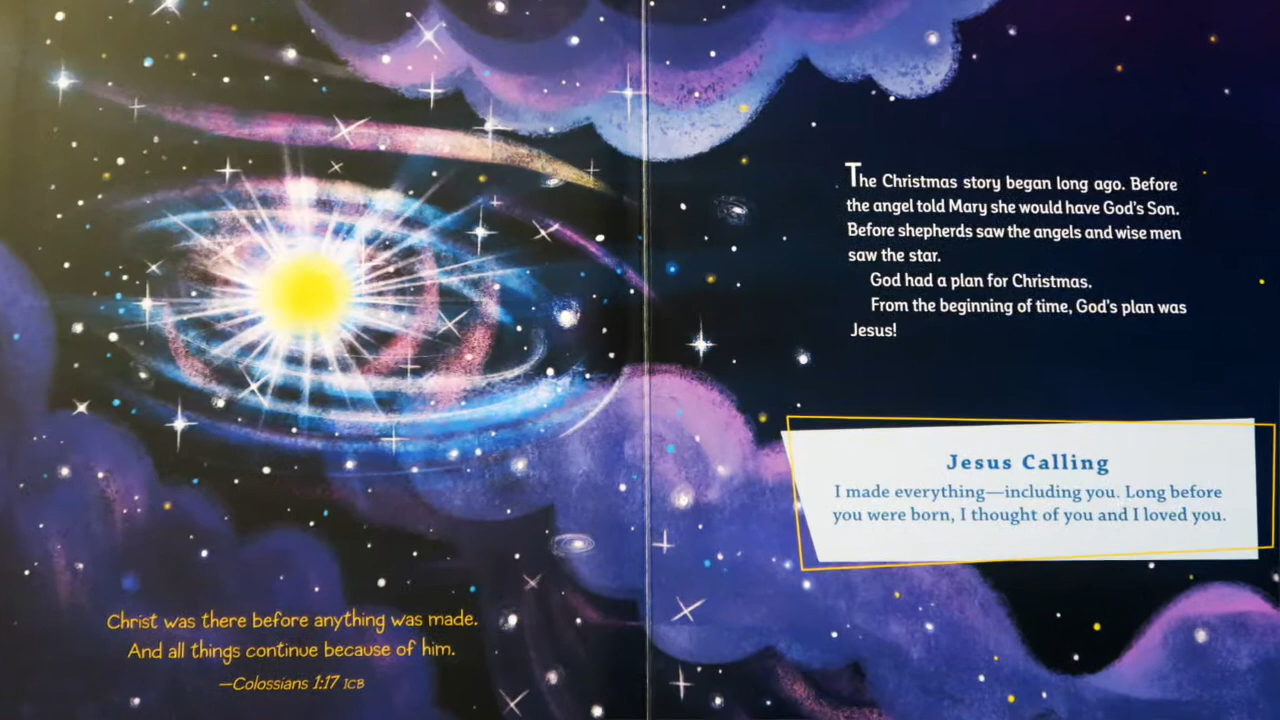 Christ was there before anything was made.
And all things continue because of him.
—Colossians 1:17 ICB
The Christmas story began long ago. Before
the angel told Mary she would have God's Son.
Before shepherds saw the angels and wise men
saw the star.
God had a plan for Christmas.
From the beginning of time, God's plan was
Jesus!
Jesus Calling
I made everything—including you. Long before
you were born, I thought of you and I loved you.